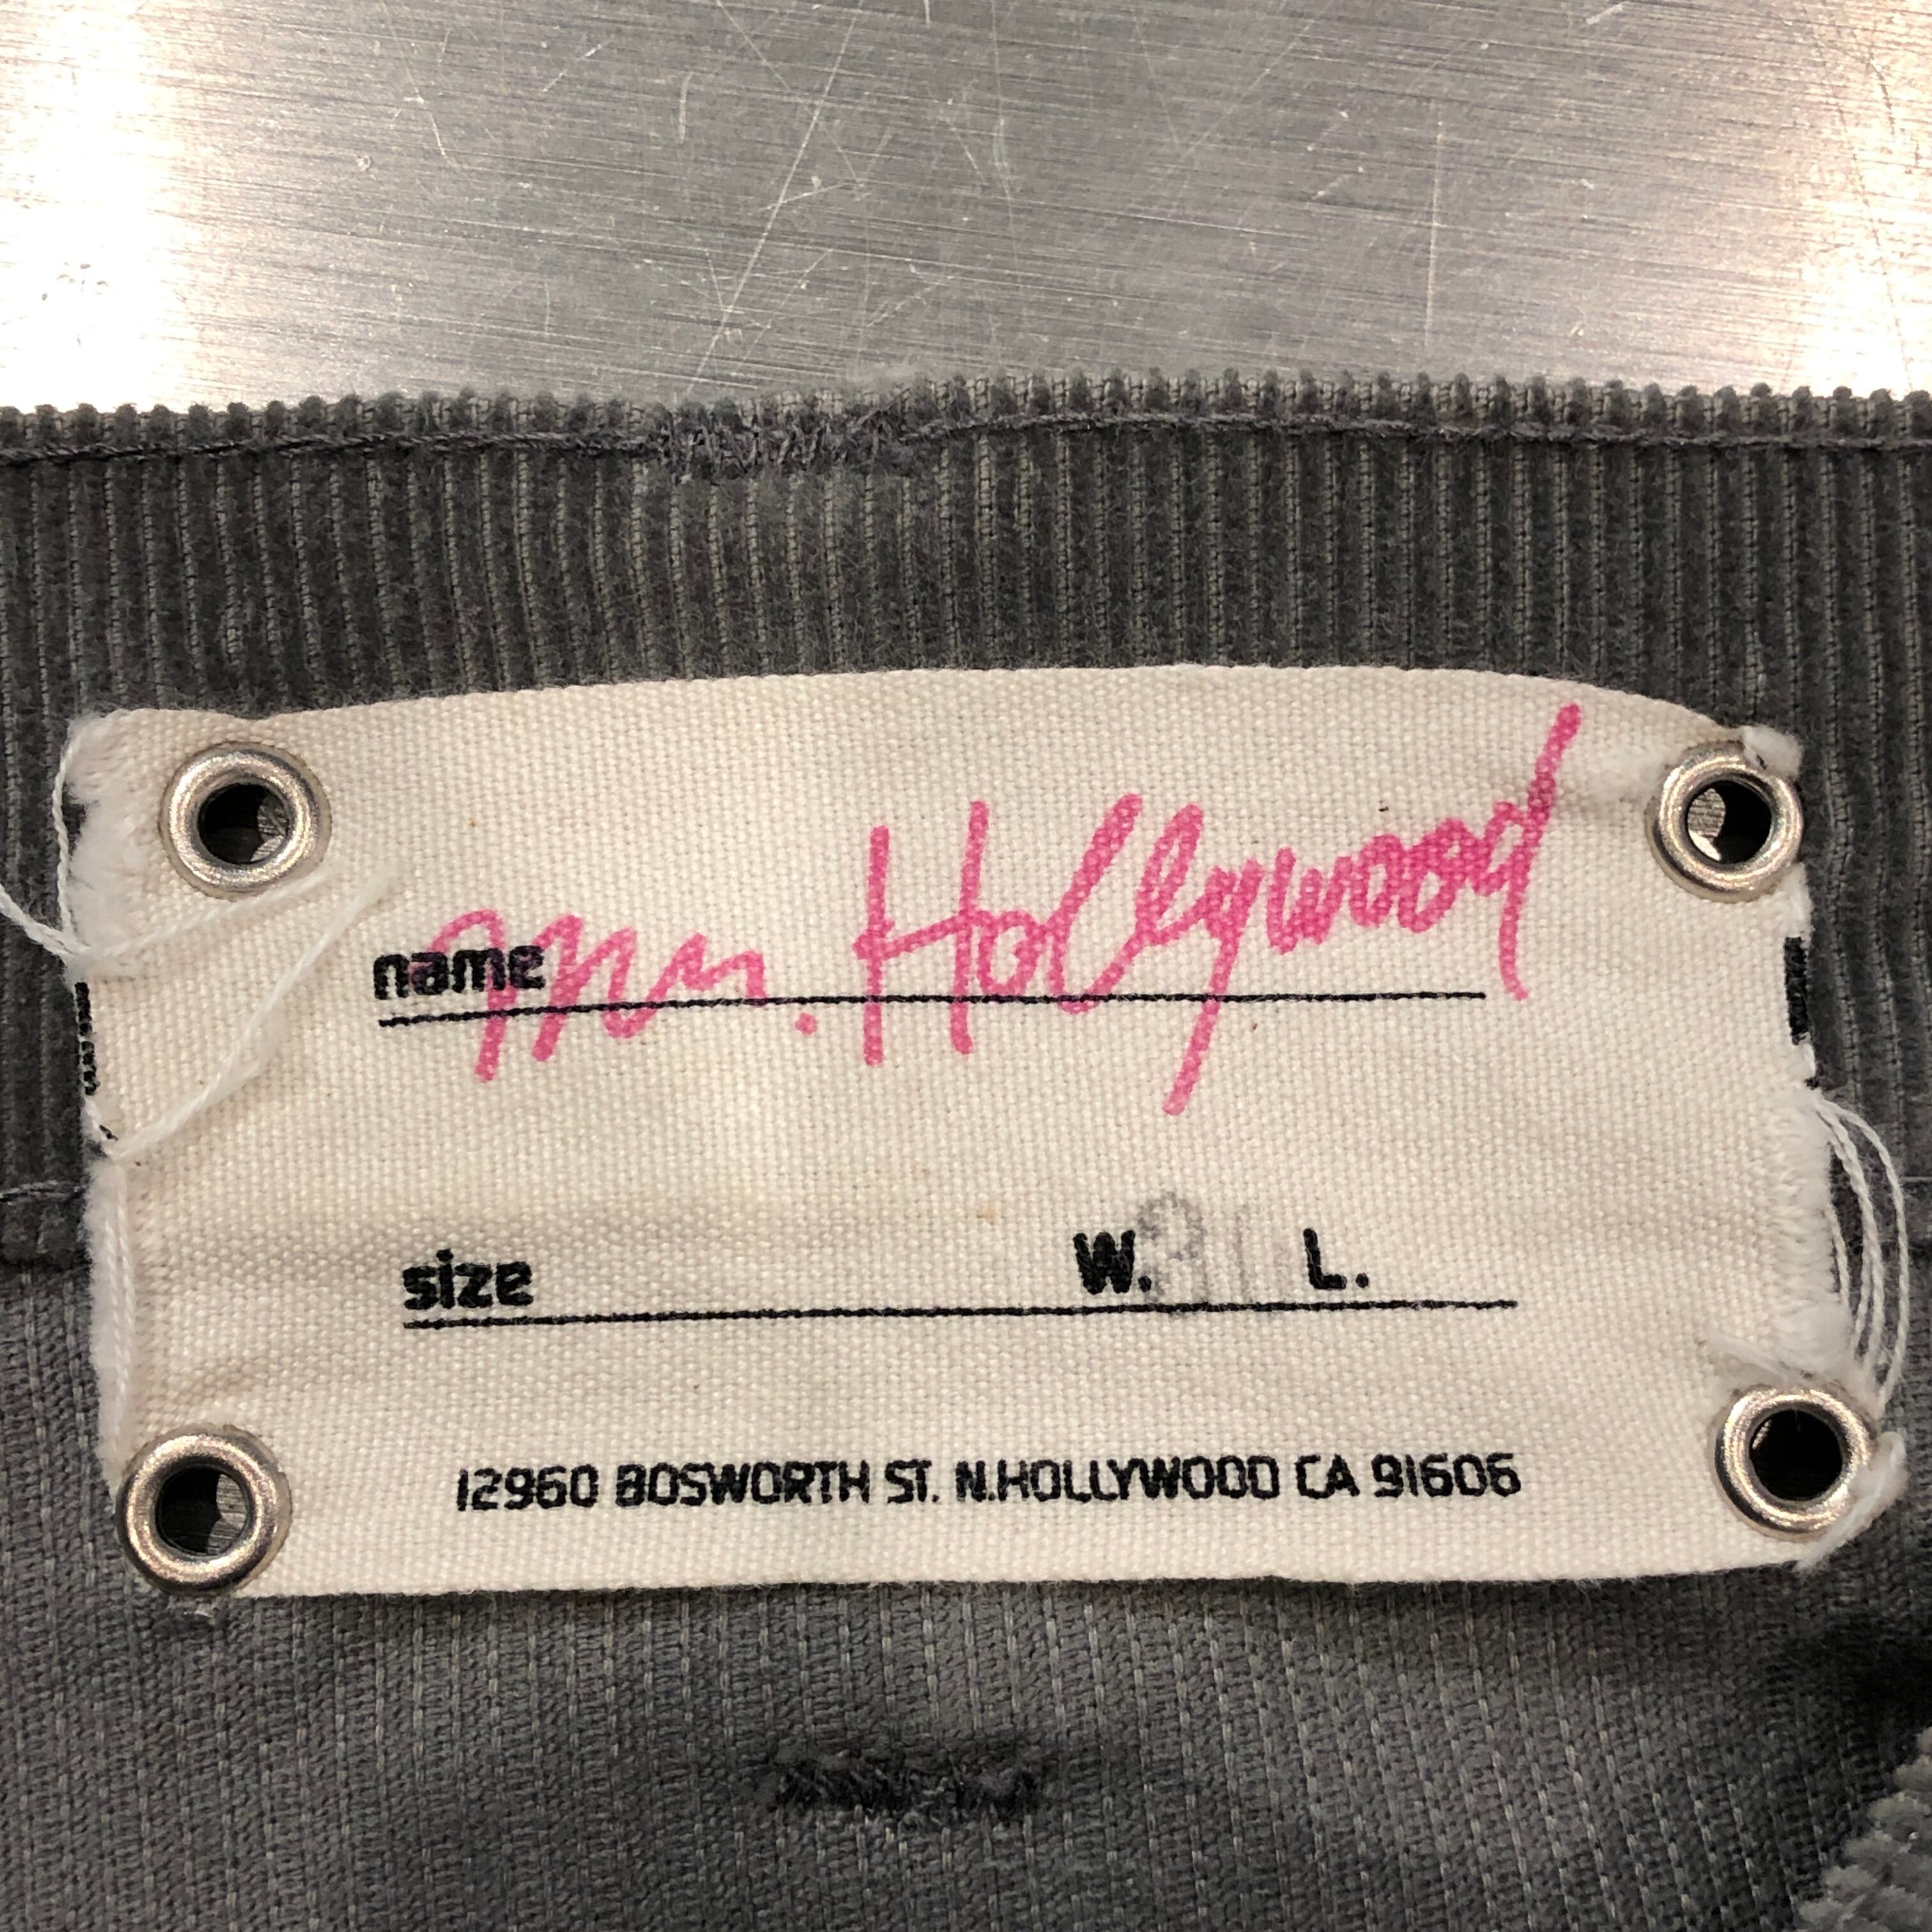 name Mr. Hollywood
size W. L.
12960 BOSWORTH ST. N.HOLLYWOOD CA 91606